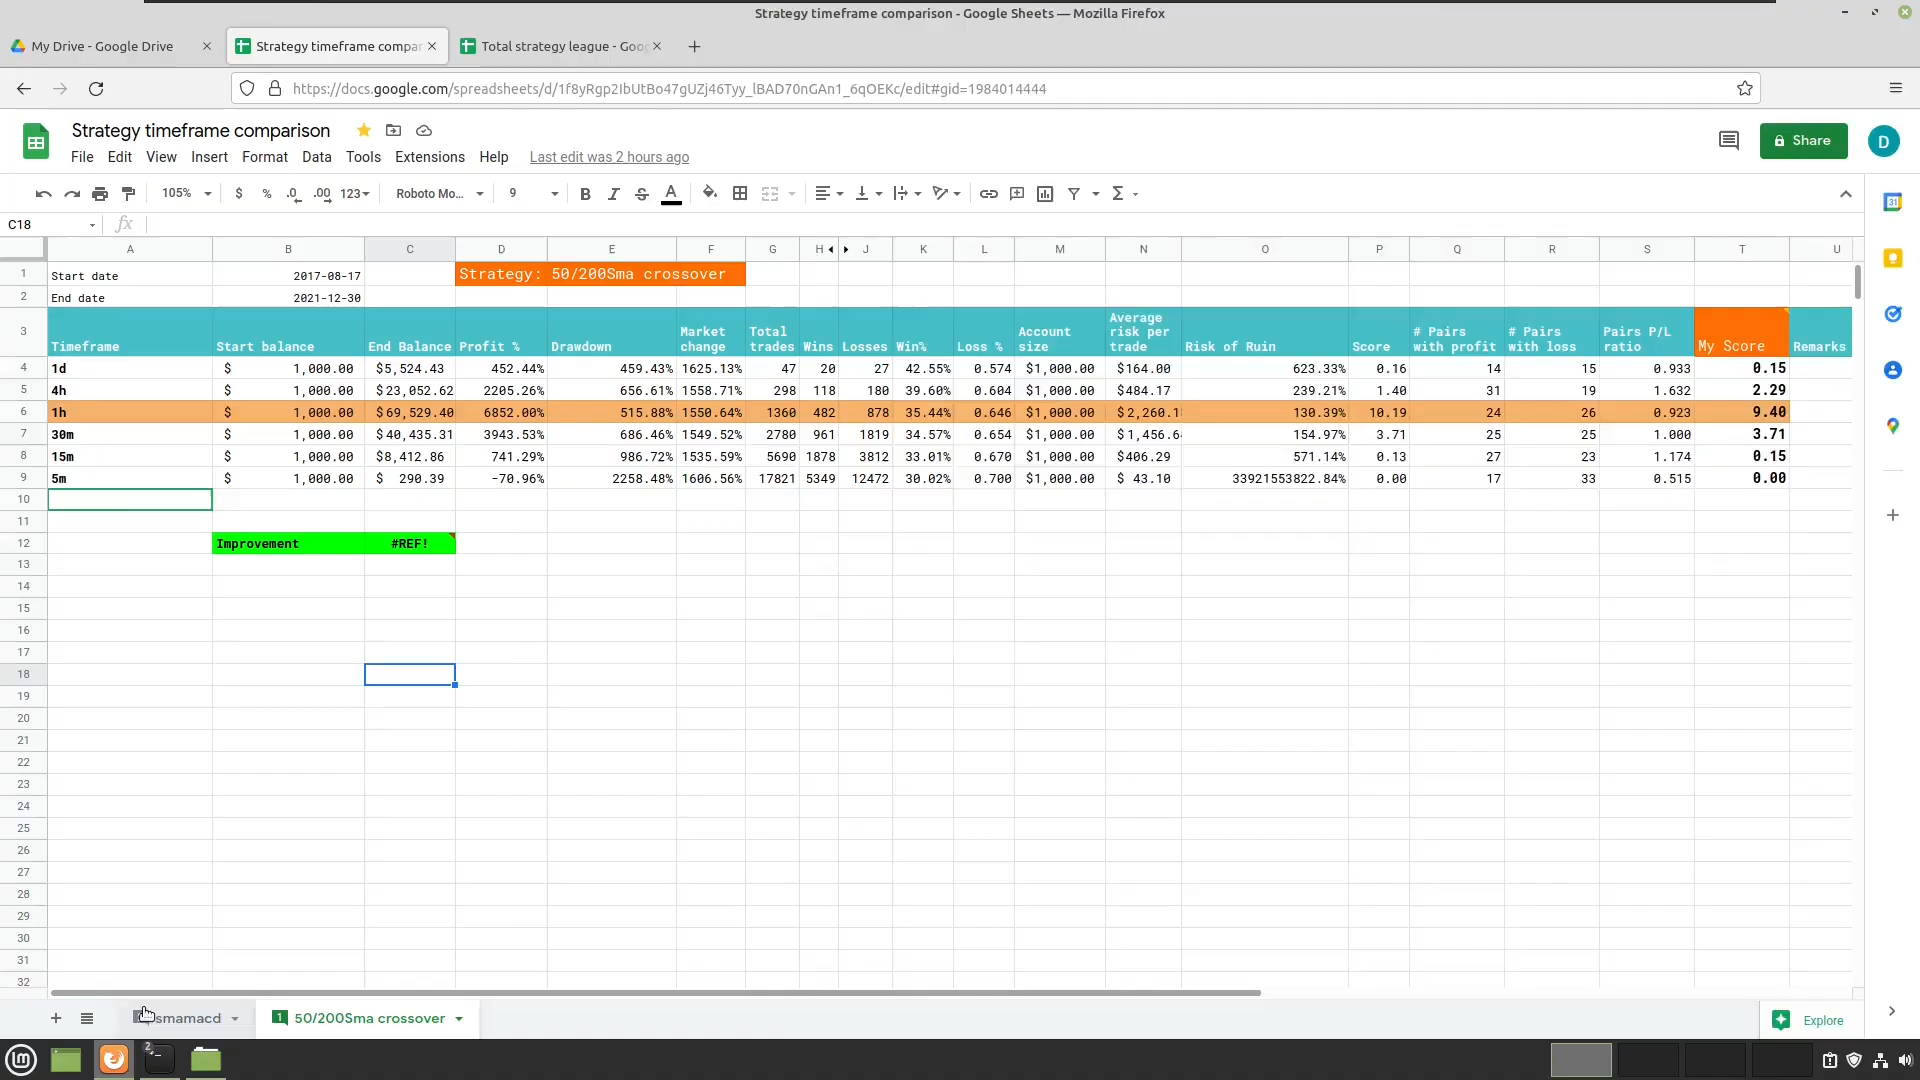 Strategy timeframe comparison - Google Sheets — Mozilla Firefox
My Drive - Google Drive
Strategy timeframe compar
Total strategy league - Goo
https://docs.google.com/spreadsheets/d/1f8yRgp2IbUtBo47gUZj46Tyy_lBAD70nGAn1_6qOEKc/edit#gid=1984014444
Strategy timeframe comparison
Share
D
File Edit View Insert Format Data Tools Extensions Help Last edit was 2 hours ago
105% $ % .0 .00 123 Roboto Mo... 9 B I S A
C18 fx
A B C D E F G H J K L M N O P Q R S T U
1 Start date 2017-08-17 Strategy: 50/200Sma crossover
2 End date 2021-12-30
3 Timeframe Start balance End Balance Profit % Drawdown Market change Total trades Wins Losses Win% Loss % Account size Average risk per trade Risk of Ruin Score # Pairs with profit # Pairs with loss Pairs P/L ratio My Score Remarks
4 1d $ 1,000.00 $5,524.43 452.44% 459.43% 1625.13% 47 20 27 42.55% 0.574 $1,000.00 $164.00 623.33% 0.16 14 15 0.933 0.15
5 4h $ 1,000.00 $23,052.62 2205.26% 656.61% 1558.71% 298 118 180 39.60% 0.604 $1,000.00 $484.17 239.21% 1.40 31 19 1.632 2.29
6 1h $ 1,000.00 $69,529.40 6852.00% 515.88% 1550.64% 1360 482 878 35.44% 0.646 $1,000.00 $2,260.1 130.39% 10.19 24 26 0.923 9.40
7 30m $ 1,000.00 $40,435.31 3943.53% 686.46% 1549.52% 2780 961 1819 34.57% 0.654 $1,000.00 $1,456.6 154.97% 3.71 25 25 1.000 3.71
8 15m $ 1,000.00 $8,412.86 741.29% 986.72% 1535.59% 5690 1878 3812 33.01% 0.670 $1,000.00 $406.29 571.14% 0.13 27 23 1.174 0.15
9 5m $ 1,000.00 $ 290.39 -70.96% 2258.48% 1606.56% 17821 5349 12472 30.02% 0.700 $1,000.00 $ 43.10 33921553822.84% 0.00 17 33 0.515 0.00
10
11
12 Improvement #REF!
13
14
15
16
17
18
19
20
21
22
23
24
25
26
27
28
29
30
31
32
smamacd 1 50/200Sma crossover Explore
2